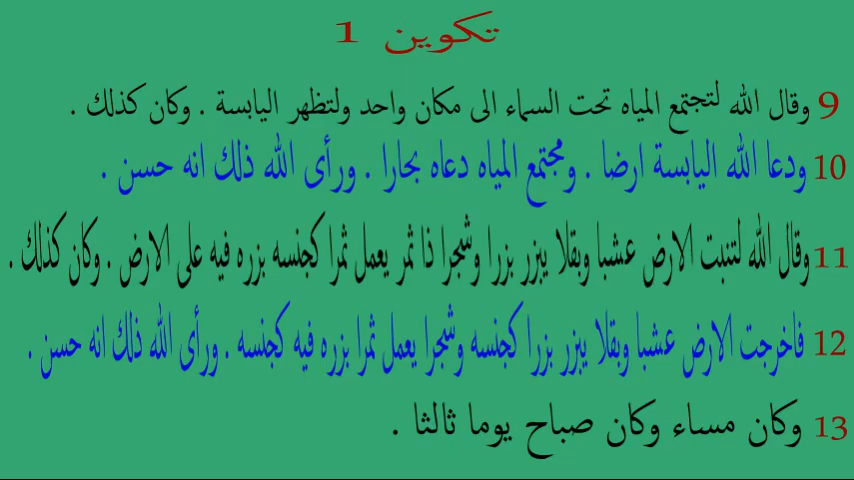 تكوين 1
9 وقال الله لتجتمع المياه تحت السماء الى مكان واحد ولتظهر اليابسة . وكان كذلك .
10 ودعا الله اليابسة ارضا . ومجتمع المياه دعاه بحارا . ورأى الله ذلك انه حسن .
11 وقال الله لتنبت الارض عشبا وبقلا يبزر بزرا وشجرا ذا ثمر يعمل ثمرا كجنسه بزره فيه على الارض . وكان كذلك .
12 فاخرجت الارض عشبا وبقلا يبزر بزرا كجنسه وشجرا يعمل ثمرا بزره فيه كجنسه . ورأى الله ذلك انه حسن .
13 وكان مساء وكان صباح يوما ثالثا .